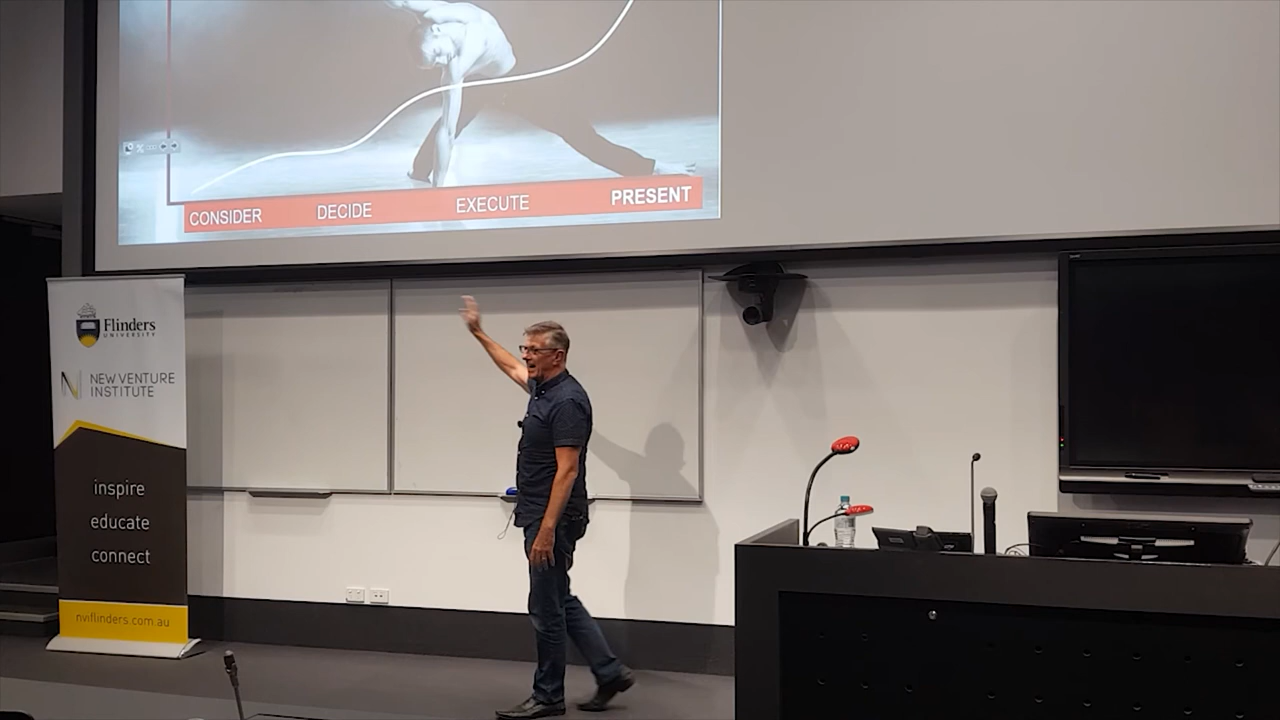 CONSIDER DECIDE EXECUTE PRESENT
Flinders
UNIVERSITY
NEW VENTURE
INSTITUTE
inspire
educate
connect
nviflinders.com.au